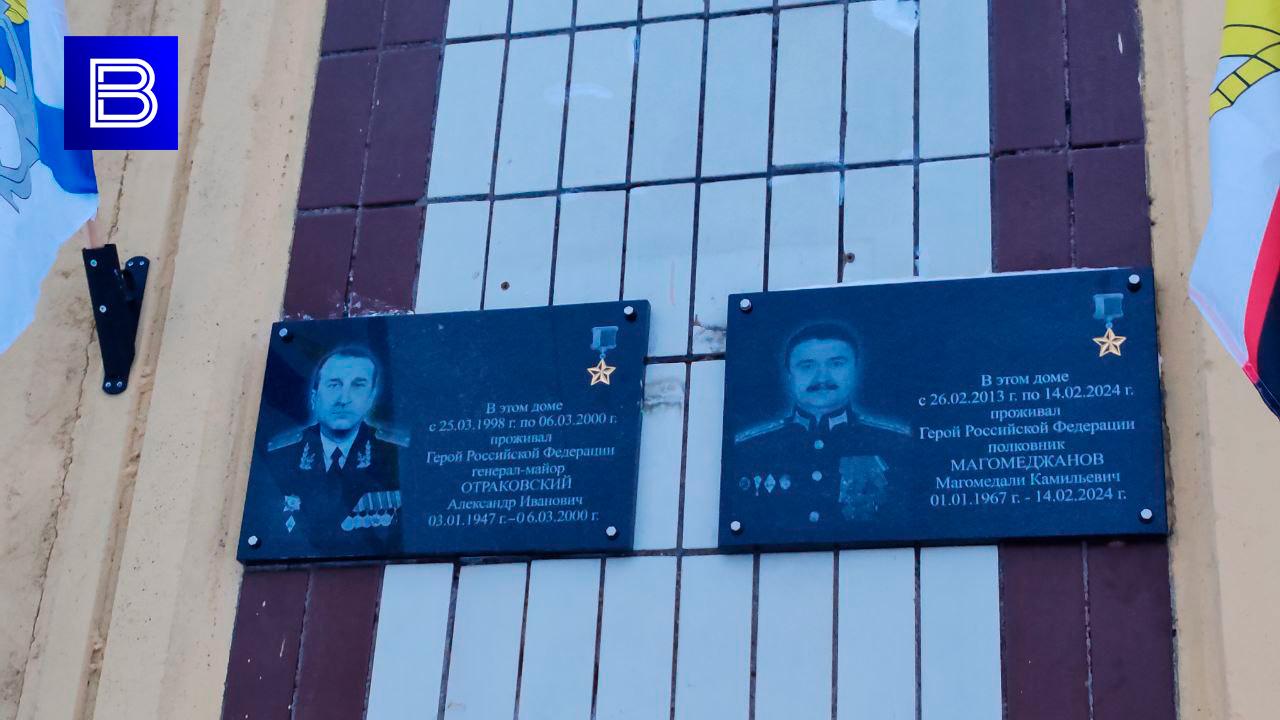 В
В этом доме
с 25.03.1998 г. по 06.03.2000 г.
проживал
Герой Российской Федерации
генерал-майор
ОТРАКОВСКИЙ
Александр Иванович
03.01.1947 г.–06.03.2000 г.
В этом доме
с 26.02.2013 г. по 14.02.2024 г.
проживал
Герой Российской Федерации
полковник
МАГОМЕДЖАНОВ
Магомедали Камильевич
01.01.1967 г. - 14.02.2024 г.